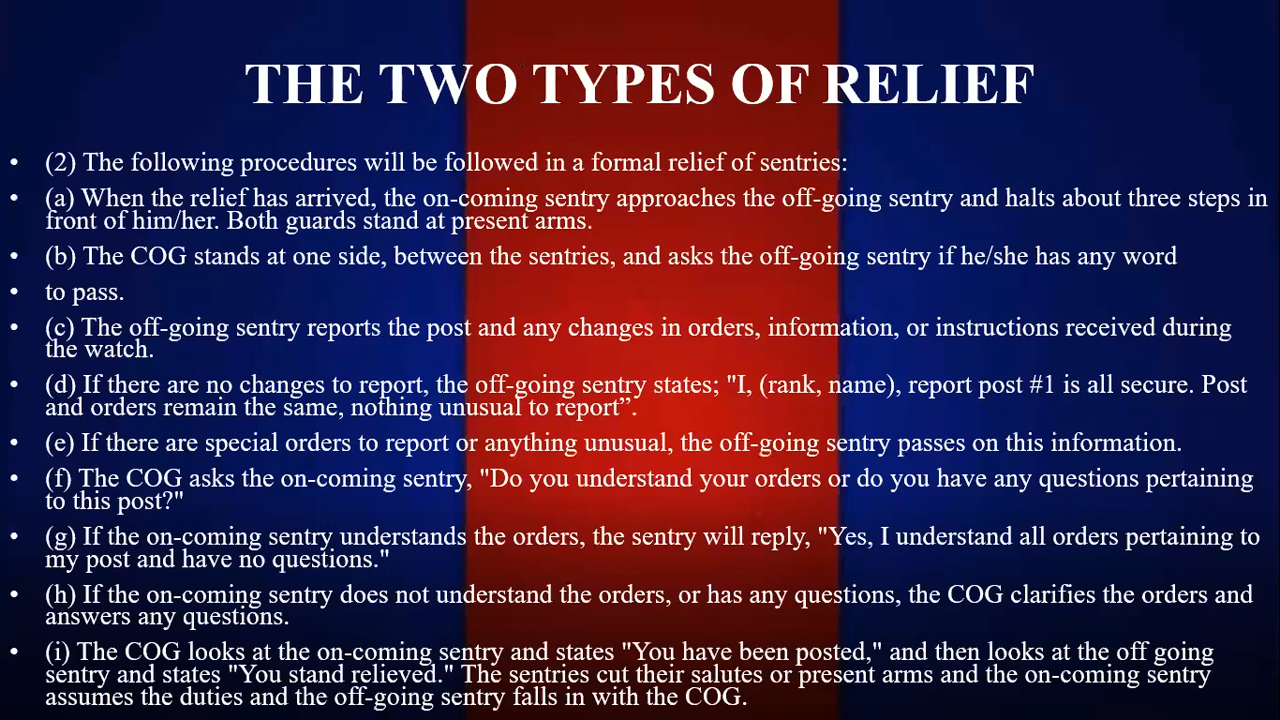 THE TWO TYPES OF RELIEF
• (2) The following procedures will be followed in a formal relief of sentries:
• (a) When the relief has arrived, the on-coming sentry approaches the off-going sentry and halts about three steps in
front of him/her. Both guards stand at present arms.
• (b) The COG stands at one side, between the sentries, and asks the off-going sentry if he/she has any word
• to pass.
• (c) The off-going sentry reports the post and any changes in orders, information, or instructions received during
the watch.
• (d) If there are no changes to report, the off-going sentry states; "I, (rank, name), report post #1 is all secure. Post
and orders remain the same, nothing unusual to report”.
• (e) If there are special orders to report or anything unusual, the off-going sentry passes on this information.
• (f) The COG asks the on-coming sentry, "Do you understand your orders or do you have any questions pertaining
to this post?"
• (g) If the on-coming sentry understands the orders, the sentry will reply, "Yes, I understand all orders pertaining to
my post and have no questions."
• (h) If the on-coming sentry does not understand the orders, or has any questions, the COG clarifies the orders and
answers any questions.
• (i) The COG looks at the on-coming sentry and states "You have been posted," and then looks at the off going
sentry and states "You stand relieved." The sentries cut their salutes or present arms and the on-coming sentry
assumes the duties and the off-going sentry falls in with the COG.